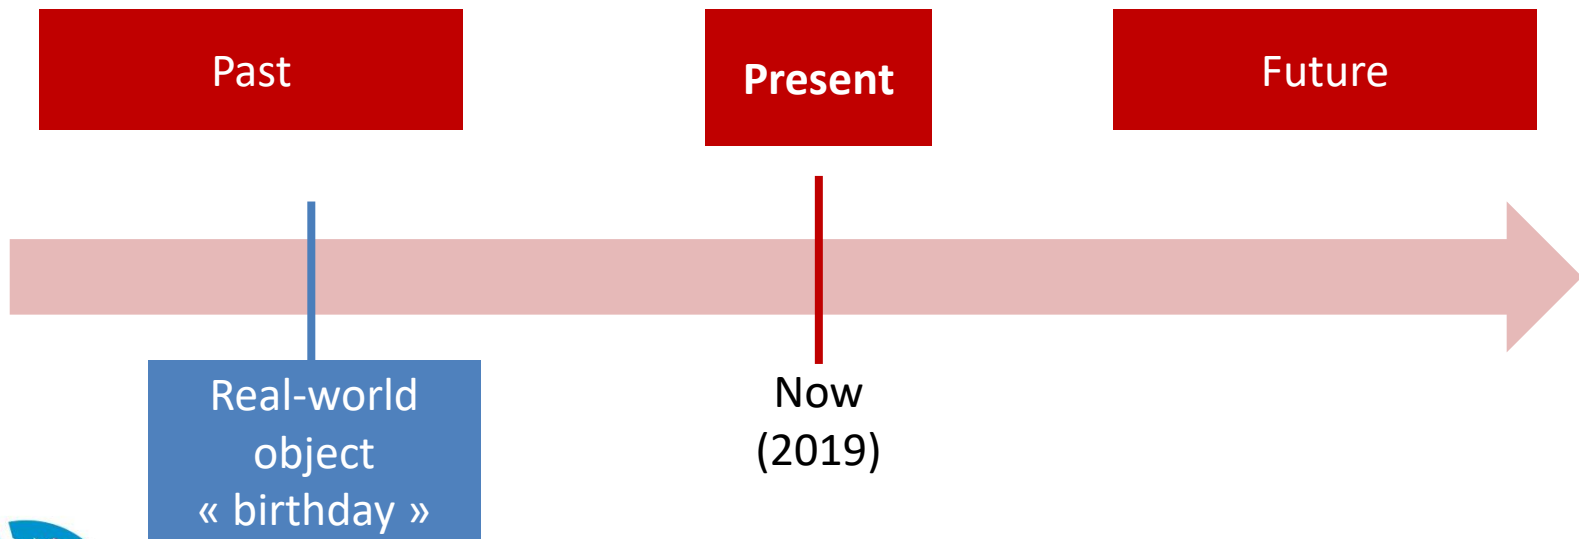 Past
Present
Future
Real-world
object
« birthday »
Now
(2019)